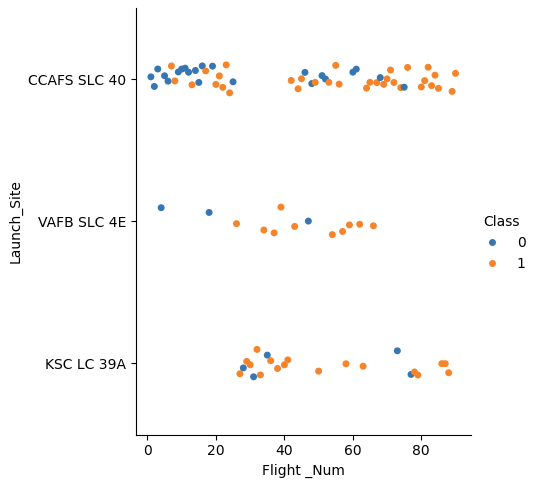 CCAFS SLC 40
VAFB SLC 4E
KSC LC 39A
Launch_Site
0
20
40
60
80
Flight _Num
Class
0
1